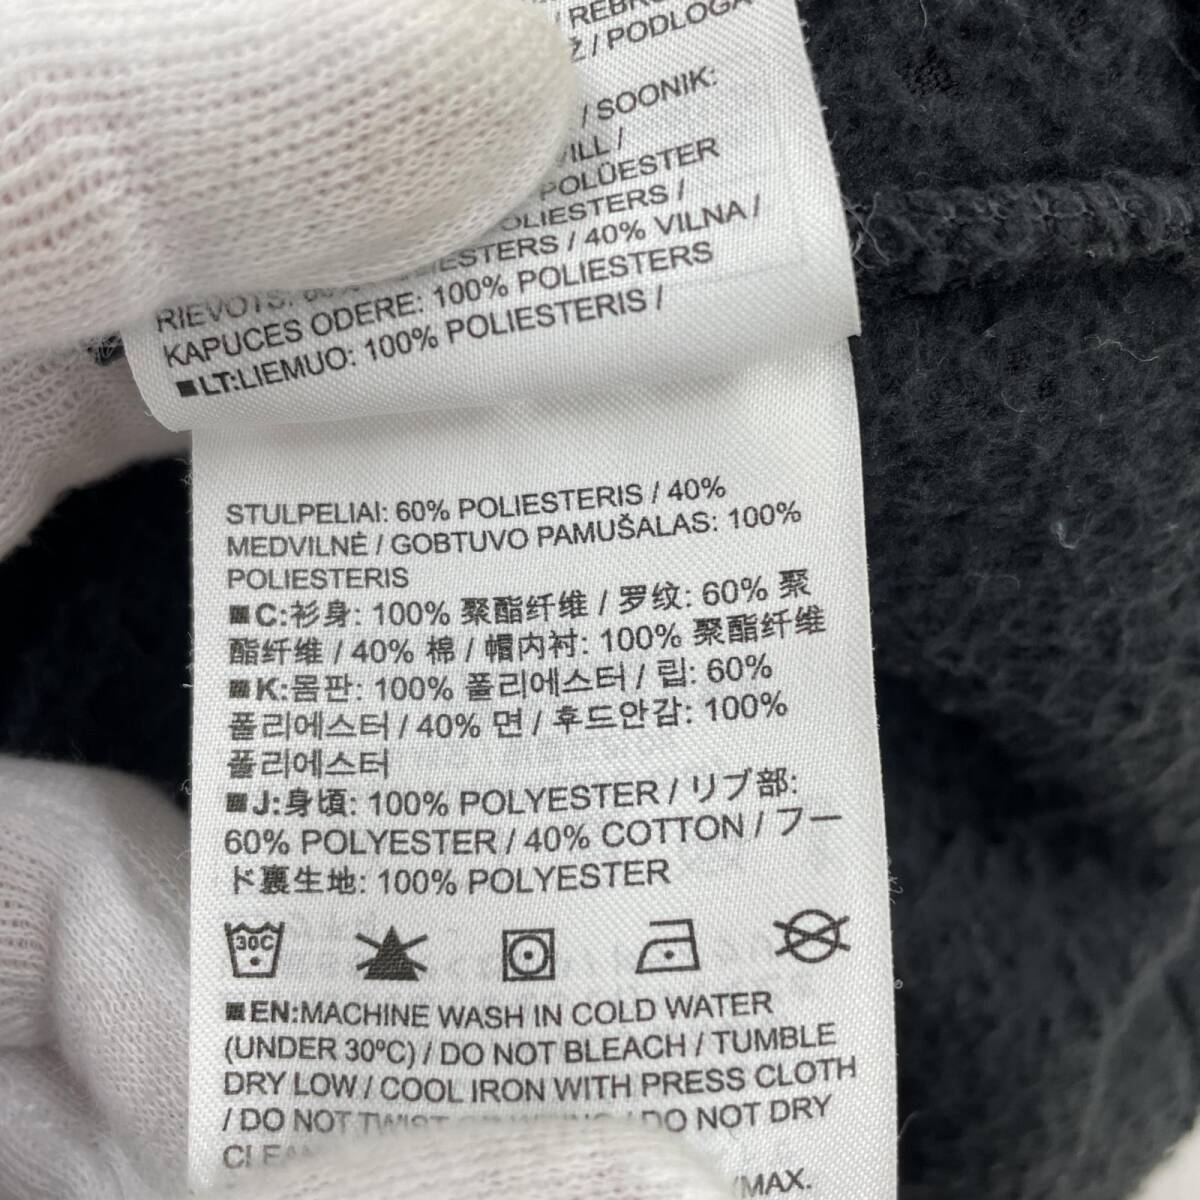 / PODLOGA
/ SOONIK:
/
POLÜESTER
/
/ 40% VILNA /
KAPUCES ODERE: 100% POLIESTERS
■LT:LIEMUO: 100% POLIESTERIS /
STULPELIAI: 60% POLIESTERIS / 40%
MEDVILNĖ / GOBTUVO PAMUŠALAS: 100%
POLIESTERIS
■C:衫身: 100% 聚酯纤维 / 罗纹: 60% 聚
酯纤维 / 40% 棉 / 帽内衬: 100% 聚酯纤维
■K:몸판: 100% 폴리에스터 / 립: 60%
폴리에스터 / 40% 면 / 후드안감: 100%
폴리에스터
■J:身頃: 100% POLYESTER / リブ部:
60% POLYESTER / 40% COTTON / フー
ド裏生地: 100% POLYESTER
30C
■EN:MACHINE WASH IN COLD WATER
(UNDER 30ºC) / DO NOT BLEACH / TUMBLE
DRY LOW / COOL IRON WITH PRESS CLOTH
/ DO NOT TWIST / DO NOT DRY
/MAX.